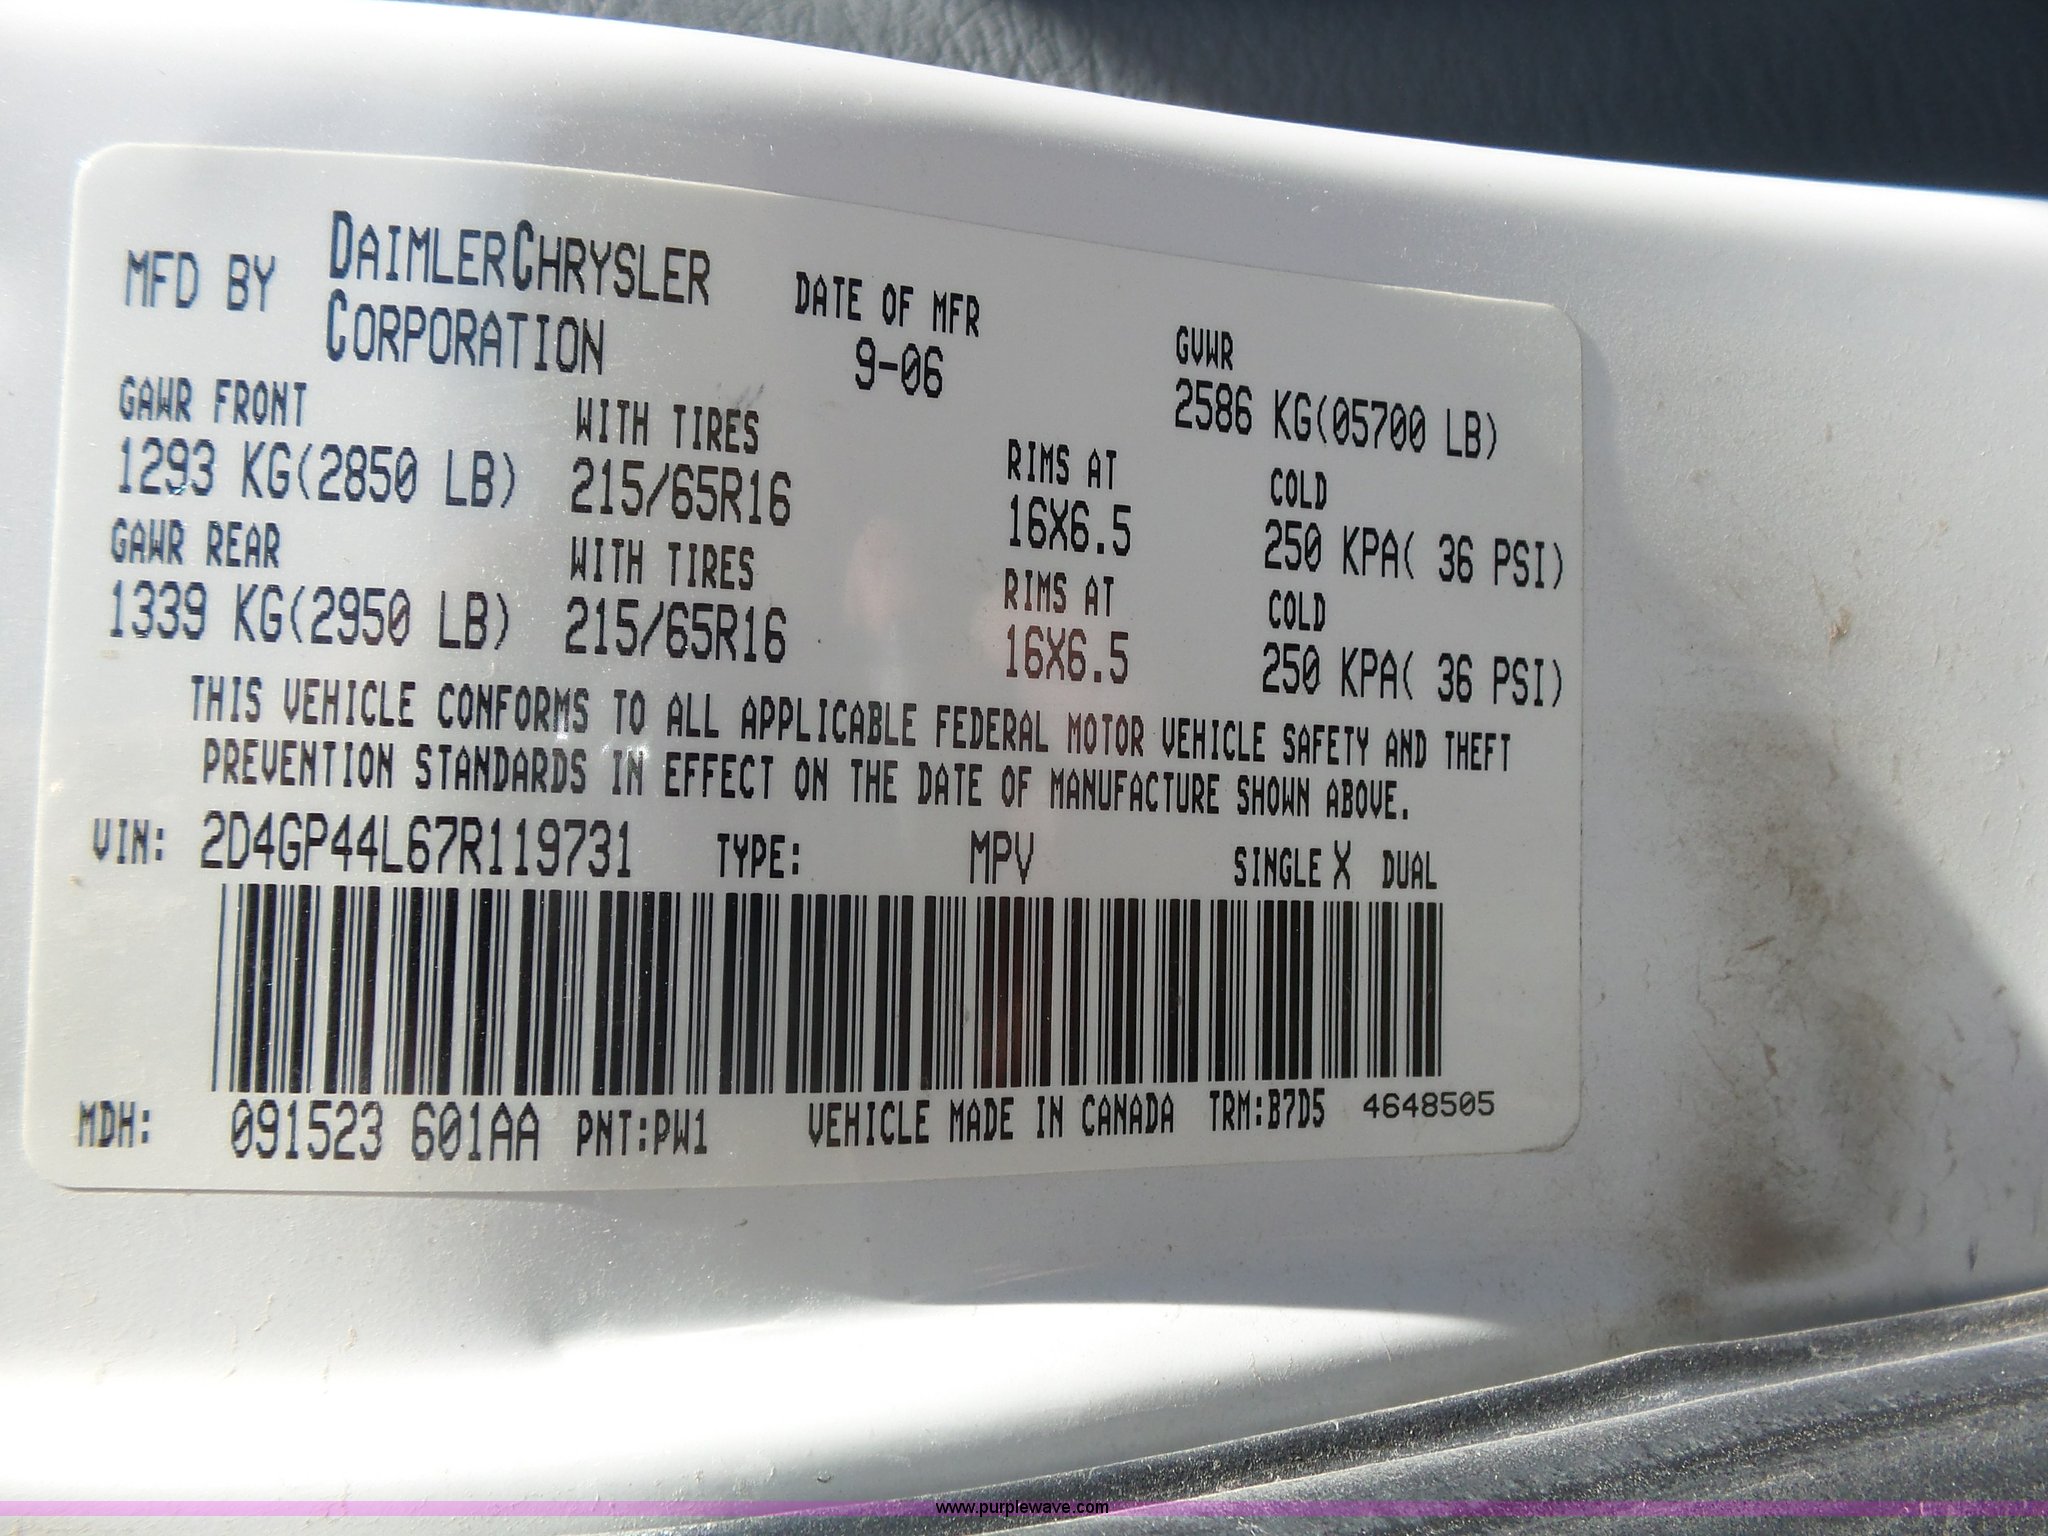 MFD BY DAIMLERCHRYSLER CORPORATION
DATE OF MFR
9-06
GVWR
2586 KG(05700 LB)
GAWR FRONT WITH TIRES RIMS AT COLD
1293 KG(2850 LB) 215/65R16 16X6.5 250 KPA( 36 PSI)
GAWR REAR WITH TIRES RIMS AT COLD
1339 KG(2950 LB) 215/65R16 16X6.5 250 KPA( 36 PSI)
THIS VEHICLE CONFORMS TO ALL APPLICABLE FEDERAL MOTOR VEHICLE SAFETY AND THEFT
PREVENTION STANDARDS IN EFFECT ON THE DATE OF MANUFACTURE SHOWN ABOVE.
VIN: 2D4GP44L67R119731 TYPE: MPV SINGLE X DUAL
MDH: 091523 601AA PNT:PW1 VEHICLE MADE IN CANADA TRM:B7D5 4648505
www.purplewave.com